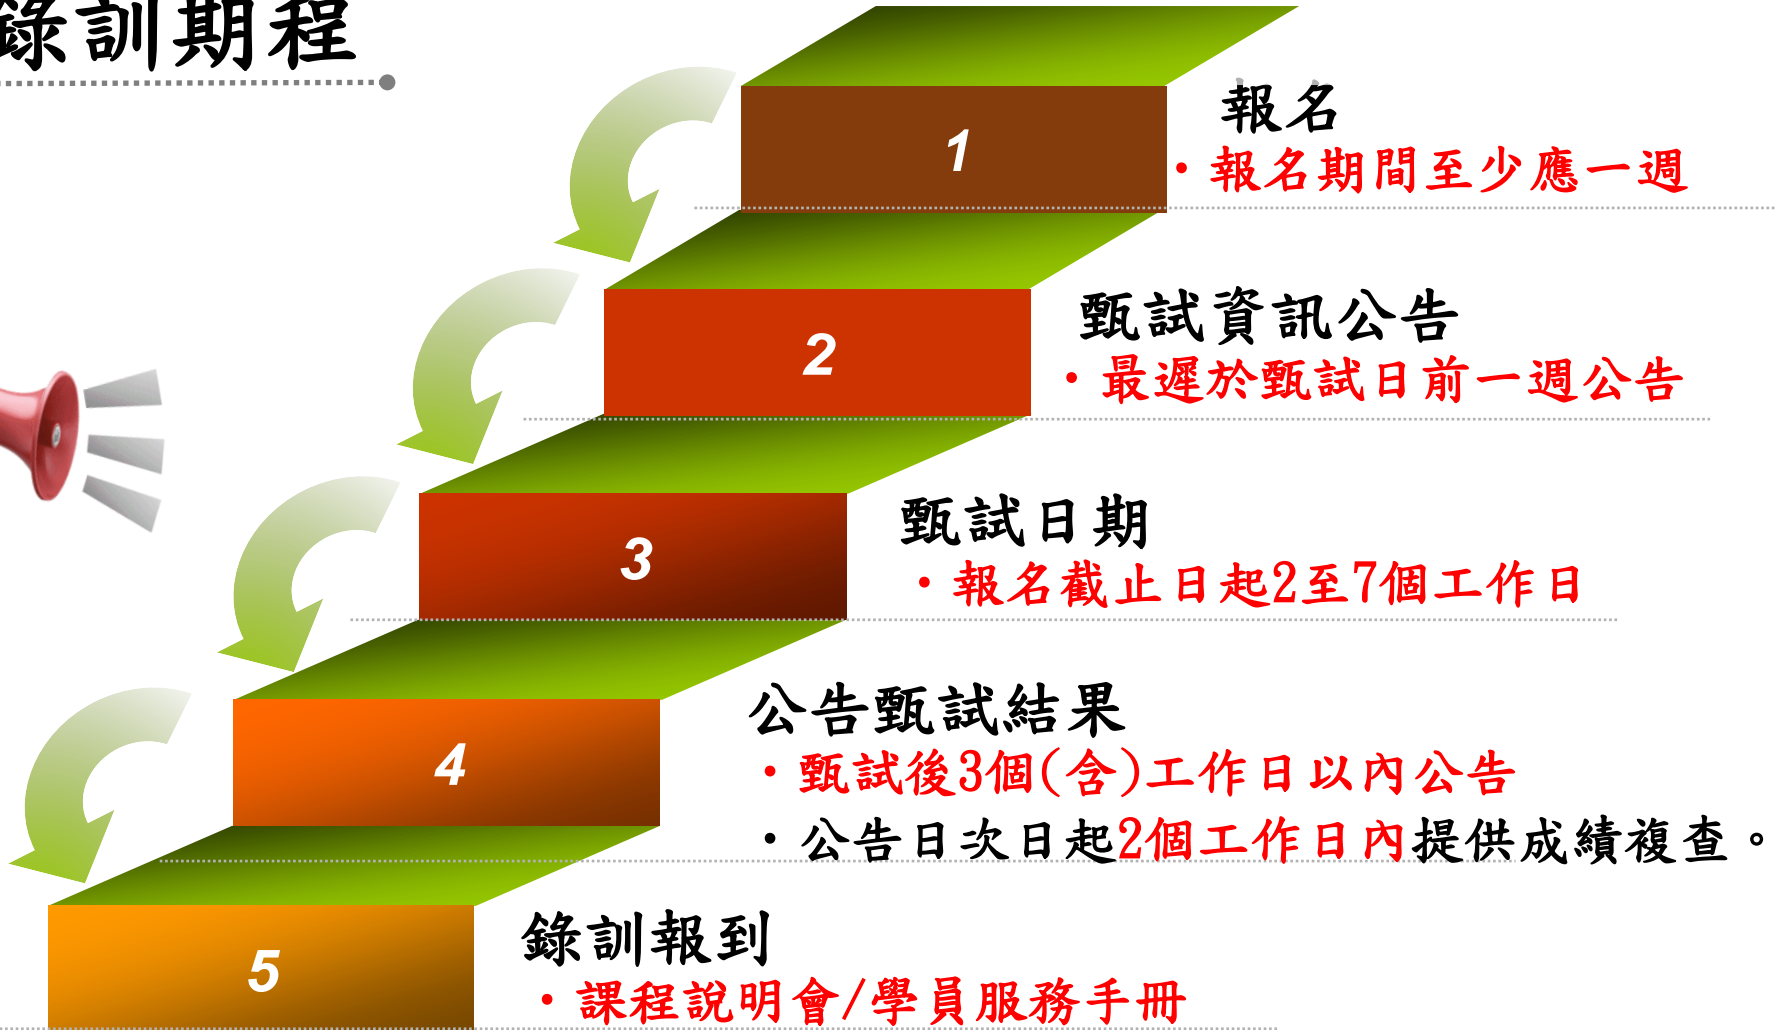 錄訓期程
1
報名
・報名期間至少應一週
2
甄試資訊公告
・最遲於甄試日前一週公告
3
甄試日期
・報名截止日起2至7個工作日
4
公告甄試結果
・甄試後3個(含)工作日以內公告
・公告日次日起2個工作日內提供成績複查。
5
錄訓報到
・課程說明會/學員服務手冊